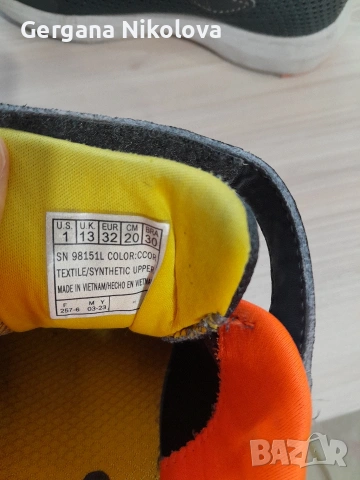 Gergana Nikolova
U.S. U.K. EUR CM BRA
1 13 32 20 30
SN 98151L COLOR:CCOR
TEXTILE/SYNTHETIC UPPER
MADE IN VIETNAM/HECHO EN VIETNAM
F M Y
257-6 03-23
BAZAR